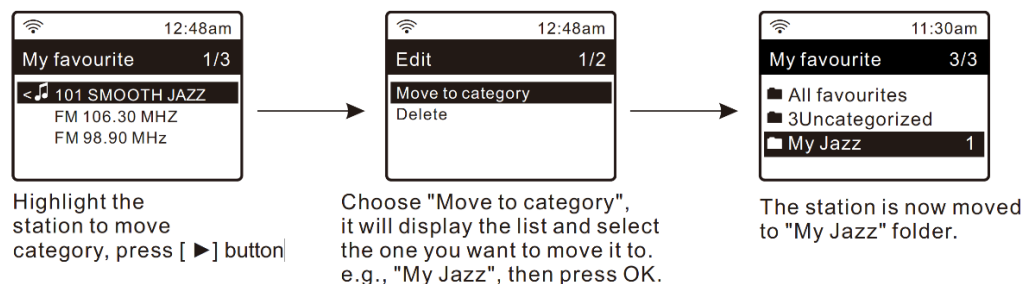 12:48am
My favourite 1/3
< 101 SMOOTH JAZZ
FM 106.30 MHZ
FM 98.90 MHz
Highlight the
station to move
category, press [ ►] button
12:48am
Edit 1/2
Move to category
Delete
Choose "Move to category",
it will display the list and select
the one you want to move it to.
e.g., "My Jazz", then press OK.
11:30am
My favourite 3/3
All favourites
3Uncategorized
My Jazz 1
The station is now moved
to "My Jazz" folder.